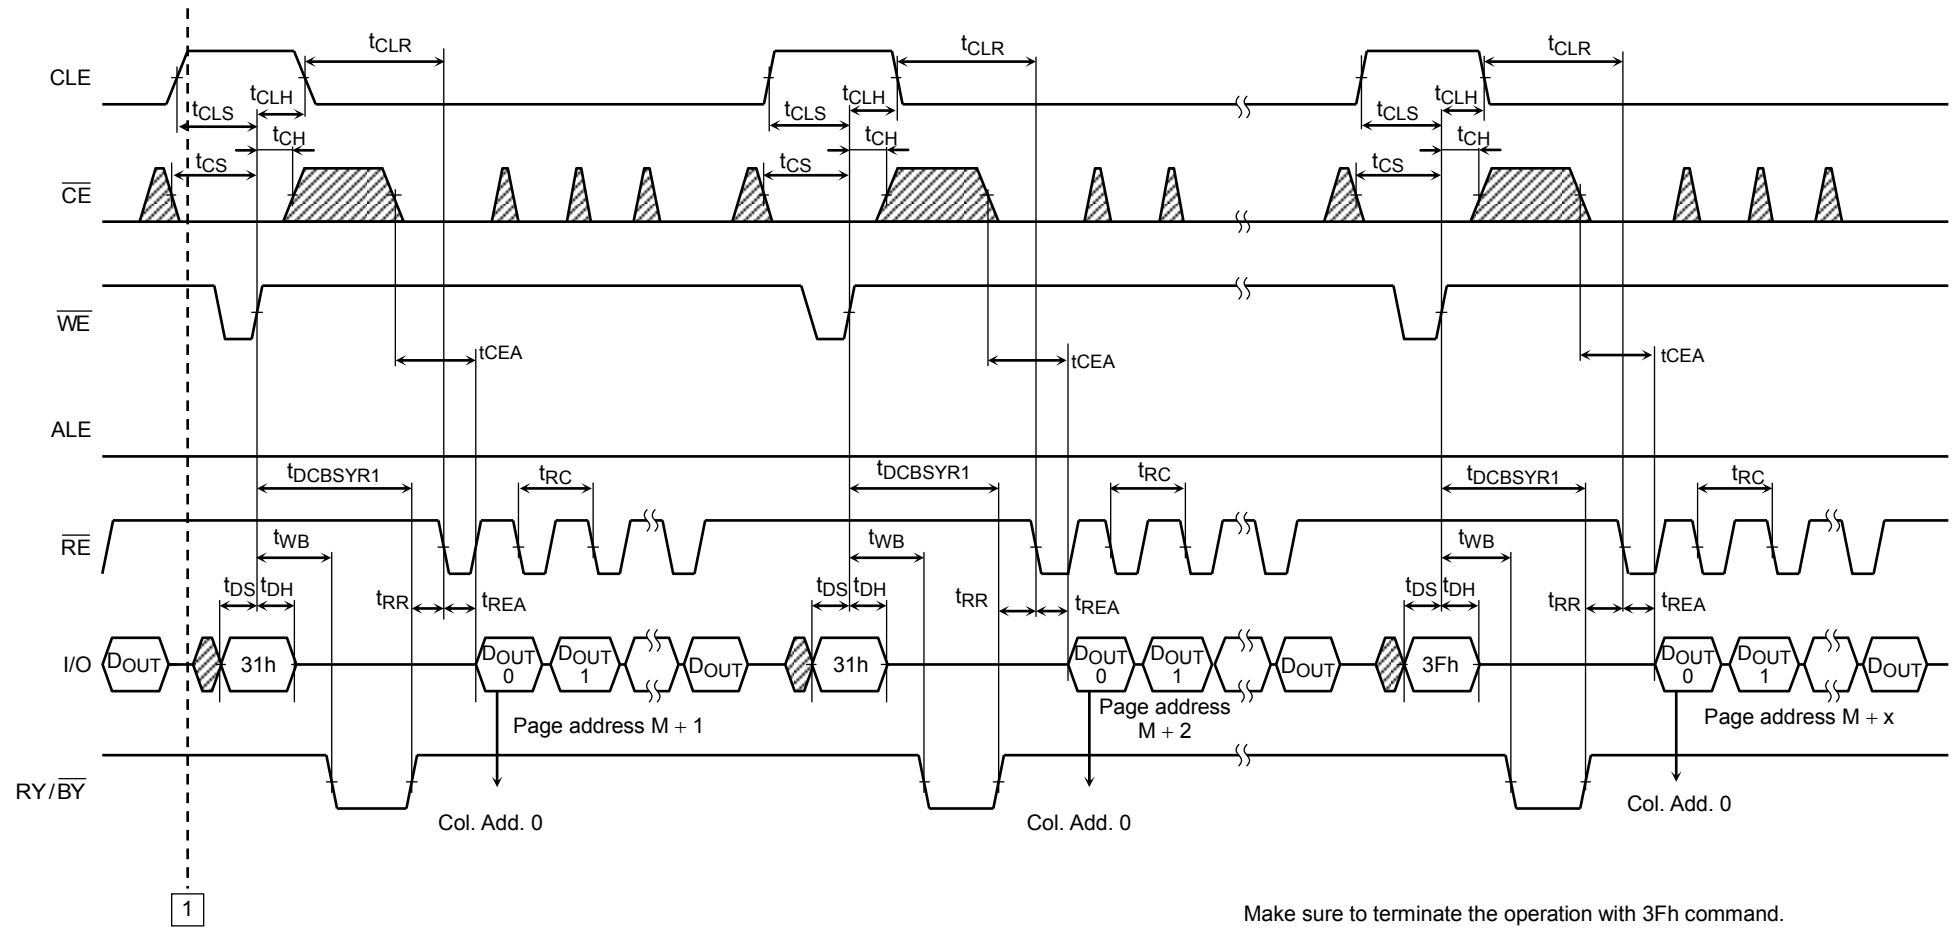 tCLR tCLR tCLR
CLE
tCLH tCLH tCLH
tCLS tCLS tCLS
tCH tCH tCH
tCS tCS tCS
CE
WE
tCEA tCEA tCEA
ALE
tDCBSYR1 tDCBSYR1 tDCBSYR1
tRC tRC tRC
RE
tWB tWB tWB
tDS tDH tDS tDH tDS tDH
tRR tREA tRR tREA tRR tREA
I/O DOUT 31h DOUT 0 DOUT 1 DOUT 31h DOUT 0 DOUT 1 DOUT 3Fh DOUT 0 DOUT 1 DOUT
Page address M + 1
Page address
M + 2
Page address M + x
RY/BY
Col. Add. 0 Col. Add. 0 Col. Add. 0
1
Make sure to terminate the operation with 3Fh command.